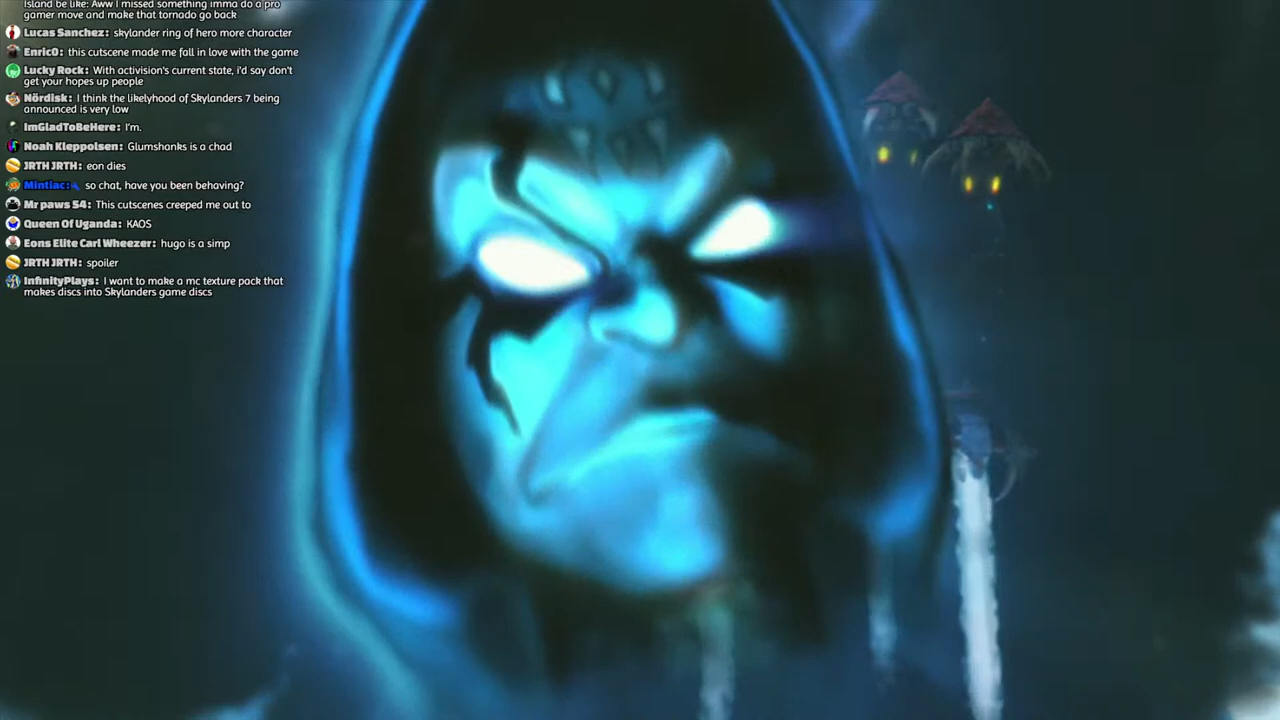 Island be like: Aww I missed something imma do a pro
gamer move and make that tornado go back
Lucas Sanchez: skylander ring of hero more character
Enric0: this cutscene made me fall in love with the game
Lucky Rock: With activision's current state, i'd say don't
get your hopes up people
Nördisk: I think the likelyhood of Skylanders 7 being
announced is very low
ImGladToBeHere: I'm.
Noah Kleppolsen: Glumshanks is a chad
JRTH JRTH: eon dies
Mintiac: so chat, have you been behaving?
Mr paws 54: This cutscenes creeped me out to
Queen Of Uganda: KAOS
Eons Elite Carl Wheezer: hugo is a simp
JRTH JRTH: spoiler
InfinityPlays: I want to make a mc texture pack that
makes discs into Skylanders game discs